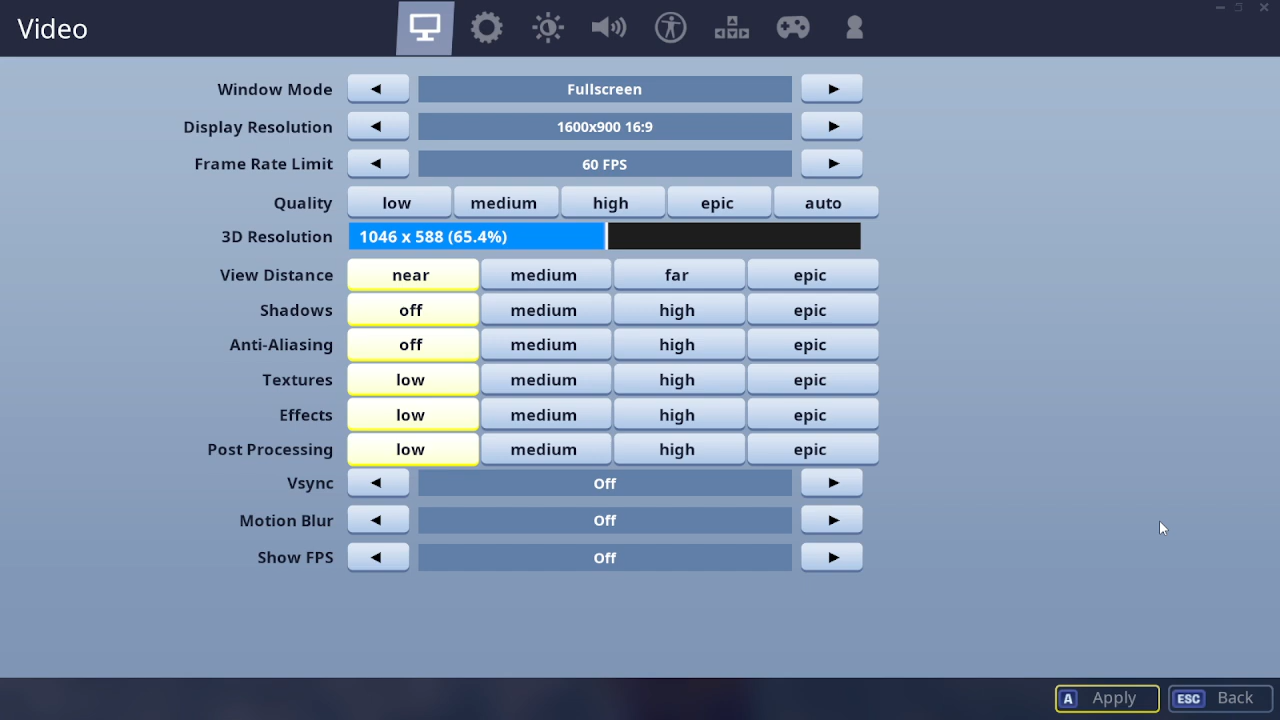 Video
Window Mode ◄ Fullscreen ►
Display Resolution ◄ 1600x900 16:9 ►
Frame Rate Limit ◄ 60 FPS ►
Quality low medium high epic auto
3D Resolution 1046 x 588 (65.4%)
View Distance near medium far epic
Shadows off medium high epic
Anti-Aliasing off medium high epic
Textures low medium high epic
Effects low medium high epic
Post Processing low medium high epic
Vsync ◄ Off ►
Motion Blur ◄ Off ►
Show FPS ◄ Off ►
A Apply ESC Back